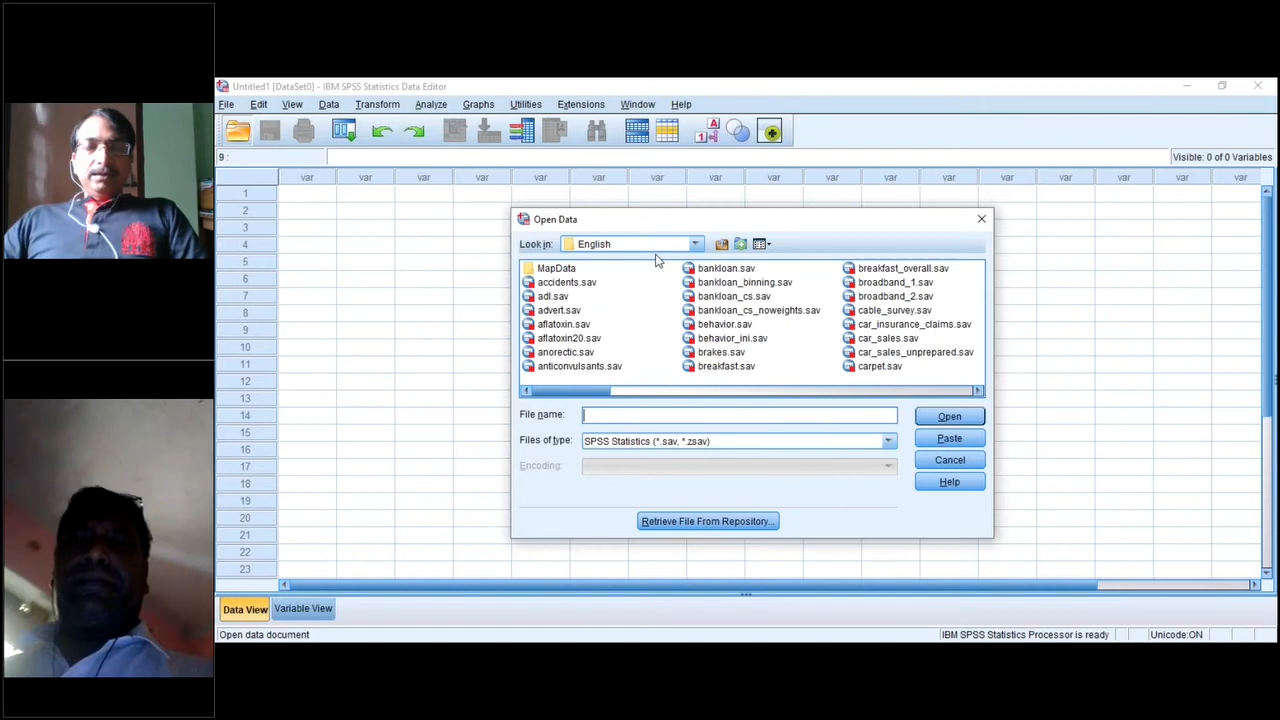 Untitled1 [DataSet0] - IBM SPSS Statistics Data Editor
File Edit View Data Transform Analyze Graphs Utilities Extensions Window Help
9 : Visible: 0 of 0 Variables
var var var var var var var var var var var var var var var var var
1
2
3
4
5
6
7
8
9
10
11
12
13
14
15
16
17
18
19
20
21
22
23
Open Data
Look in: English
MapData
accidents.sav
adl.sav
advert.sav
aflatoxin.sav
aflatoxin20.sav
anorectic.sav
anticonvulsants.sav
bankloan.sav
bankloan_binning.sav
bankloan_cs.sav
bankloan_cs_noweights.sav
behavior.sav
behavior_ini.sav
brakes.sav
breakfast.sav
breakfast_overall.sav
broadband_1.sav
broadband_2.sav
cable_survey.sav
car_insurance_claims.sav
car_sales.sav
car_sales_unprepared.sav
carpet.sav
File name: Open
Files of type: SPSS Statistics (*.sav, *.zsav) Paste
Encoding: Cancel
Help
Retrieve File From Repository...
Data View Variable View
Open data document IBM SPSS Statistics Processor is ready Unicode:ON